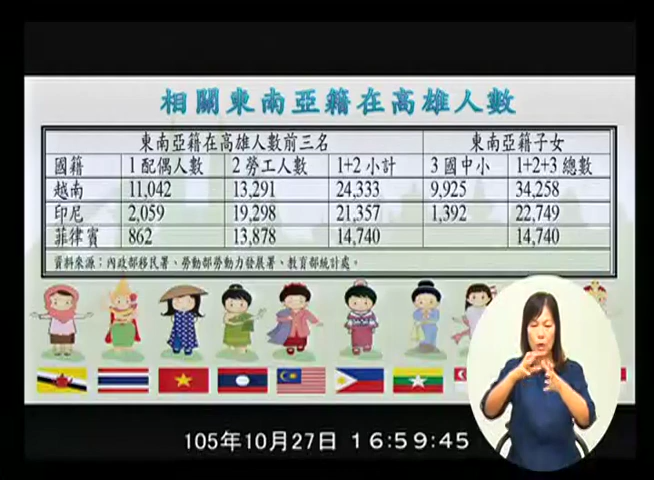 相關東南亞籍在高雄人數
東南亞籍在高雄人數前三名 東南亞籍子女
國籍 1配偶人數 2勞工人數 1+2小計 3國中小 1+2+3總數
越南 11,042 13,291 24,333 9,925 34,258
印尼 2,059 19,298 21,357 1,392 22,749
菲律賓 862 13,878 14,740 14,740
資料來源：內政部移民署、勞動部勞動力發展署、教育部統計處。
105年10月27日 16:59:45